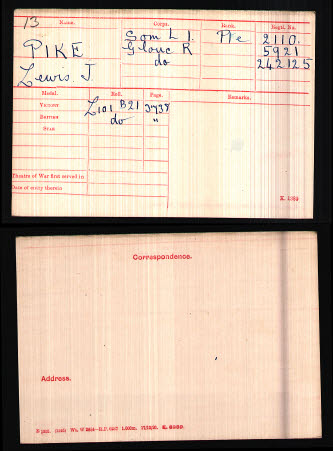 13 Name. Corps. Rank. Regtl. No.
PIKE Som L I. Pte 2110.
Glouc R 5921
Lewis. J. do 242125
Medal. Roll. Page. Remarks.
Victory L101 B21 3738
British do "
Star
Theatre of War first served in
Date of entry therein
K. 1380
Correspondence.
Address.